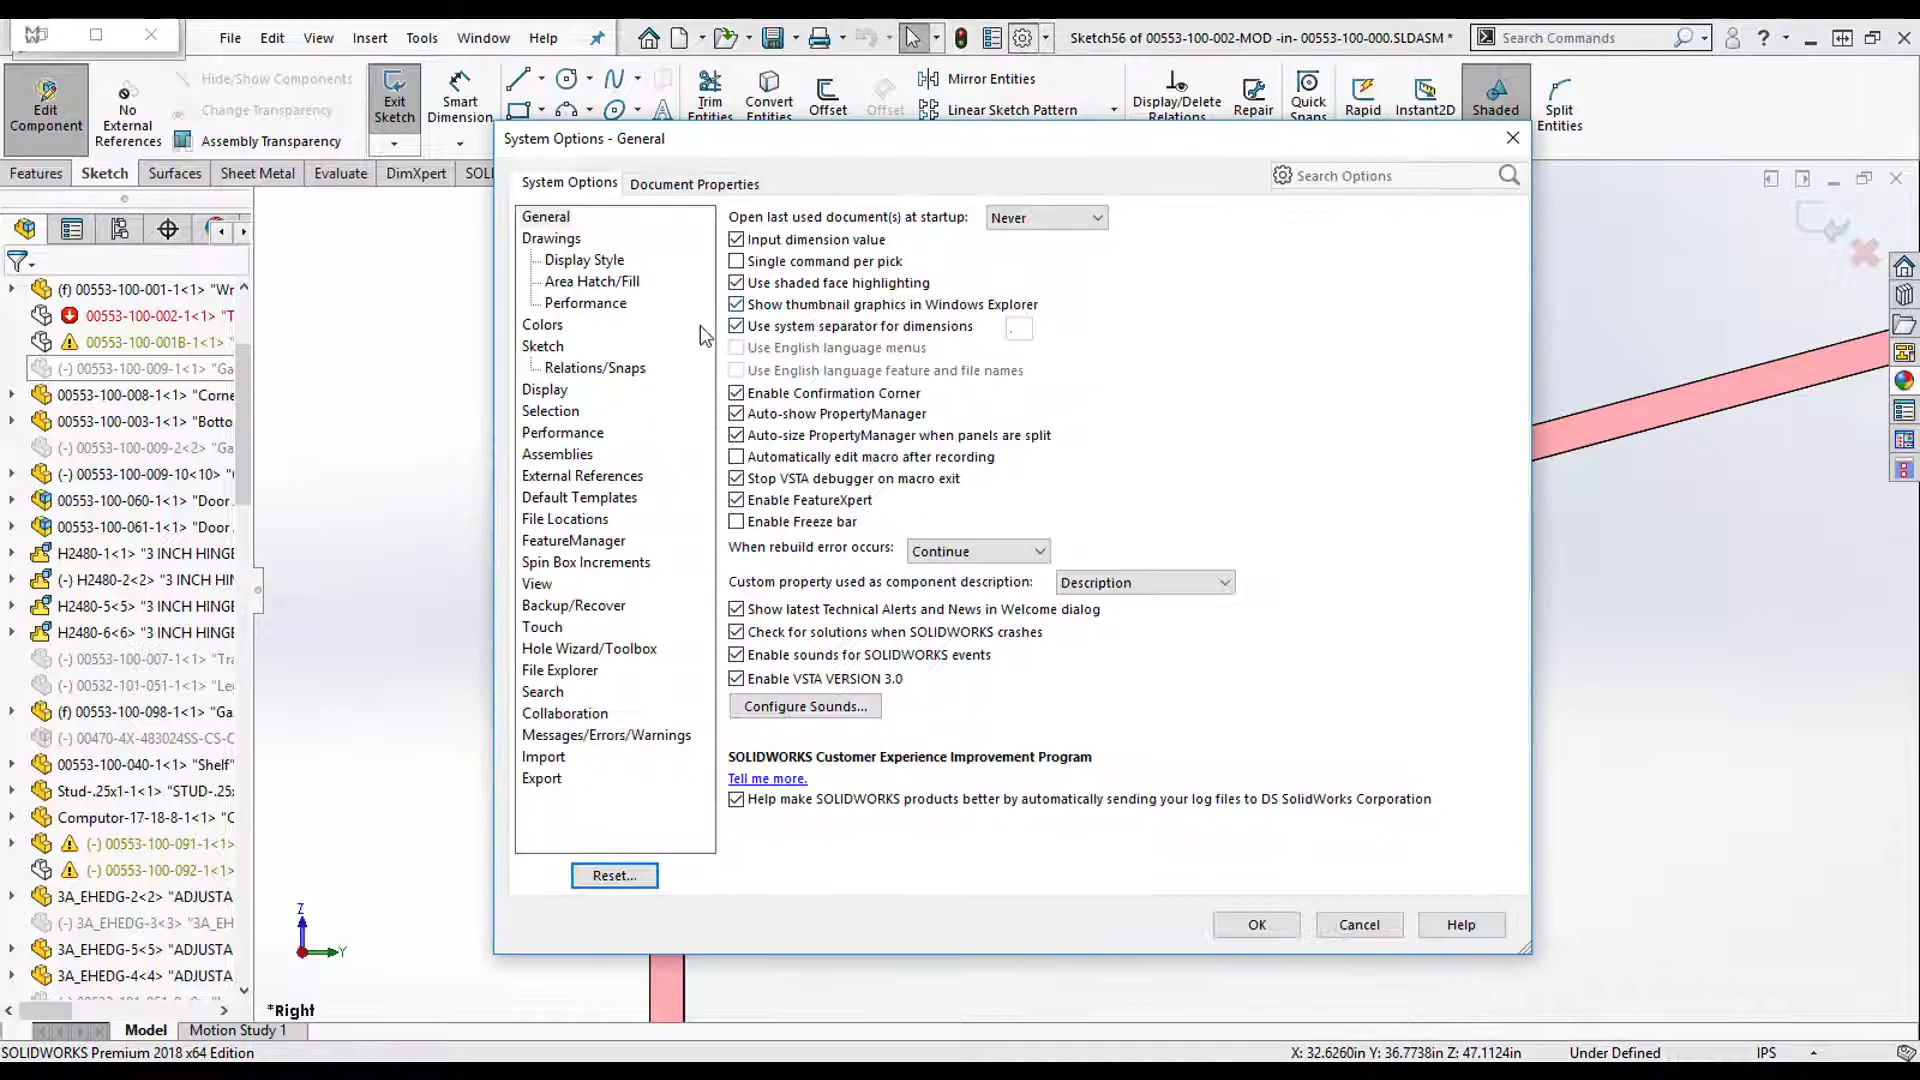 File Edit View Insert Tools Window Help
Sketch56 of 00553-100-002-MOD -in- 00553-100-000.SLDASM *
Search Commands
Edit Component
No External References
Hide/Show Components
Change Transparency
Assembly Transparency
Exit Sketch
Smart Dimension
Trim Entities
Convert Entities
Offset
Offset
Mirror Entities
Linear Sketch Pattern
Display/Delete Relations
Repair
Quick Snaps
Rapid
Instant2D
Shaded
Split Entities
Features Sketch Surfaces Sheet Metal Evaluate DimXpert SOL
(f) 00553-100-001-1<1> "Wr
00553-100-002-1<1> "T
00553-100-001B-1<1> "
(-) 00553-100-009-1<1> "Ga
00553-100-008-1<1> "Corne
00553-100-003-1<1> "Botto
(-) 00553-100-009-2<2> "Ga
(-) 00553-100-009-10<10> "
00553-100-060-1<1> "Door
00553-100-061-1<1> "Door
H2480-1<1> "3 INCH HINGE
(-) H2480-2<2> "3 INCH HIN
H2480-5<5> "3 INCH HINGE
H2480-6<6> "3 INCH HINGE
(-) 00553-100-007-1<1> "Tra
(-) 00532-101-051-1<1> "Le
(f) 00553-100-098-1<1> "Ga
(-) 00470-4X-483024SS-CS-C
00553-100-040-1<1> "Shelf"
Stud-.25x1-1<1> "STUD-.25x
Computor-17-18-8-1<1> "C
(-) 00553-100-091-1<1>
(-) 00553-100-092-1<1>
3A_EHEDG-2<2> "ADJUSTA
(-) 3A_EHEDG-3<3> "3A_EH
3A_EHEDG-5<5> "ADJUSTA
3A_EHEDG-4<4> "ADJUSTA
System Options - General
System Options
Document Properties
Search Options
General
Drawings
Display Style
Area Hatch/Fill
Performance
Colors
Sketch
Relations/Snaps
Display
Selection
Performance
Assemblies
External References
Default Templates
File Locations
FeatureManager
Spin Box Increments
View
Backup/Recover
Touch
Hole Wizard/Toolbox
File Explorer
Search
Collaboration
Messages/Errors/Warnings
Import
Export
Reset...
Open last used document(s) at startup: Never
Input dimension value
Single command per pick
Use shaded face highlighting
Show thumbnail graphics in Windows Explorer
Use system separator for dimensions .
Use English language menus
Use English language feature and file names
Enable Confirmation Corner
Auto-show PropertyManager
Auto-size PropertyManager when panels are split
Automatically edit macro after recording
Stop VSTA debugger on macro exit
Enable FeatureXpert
Enable Freeze bar
When rebuild error occurs: Continue
Custom property used as component description: Description
Show latest Technical Alerts and News in Welcome dialog
Check for solutions when SOLIDWORKS crashes
Enable sounds for SOLIDWORKS events
Enable VSTA VERSION 3.0
Configure Sounds...
SOLIDWORKS Customer Experience Improvement Program
Tell me more.
Help make SOLIDWORKS products better by automatically sending your log files to DS SolidWorks Corporation
OK Cancel Help
Z
Y
*Right
Model Motion Study 1
SOLIDWORKS Premium 2018 x64 Edition
X: 32.6260in Y: 36.7738in Z: 47.1124in Under Defined IPS